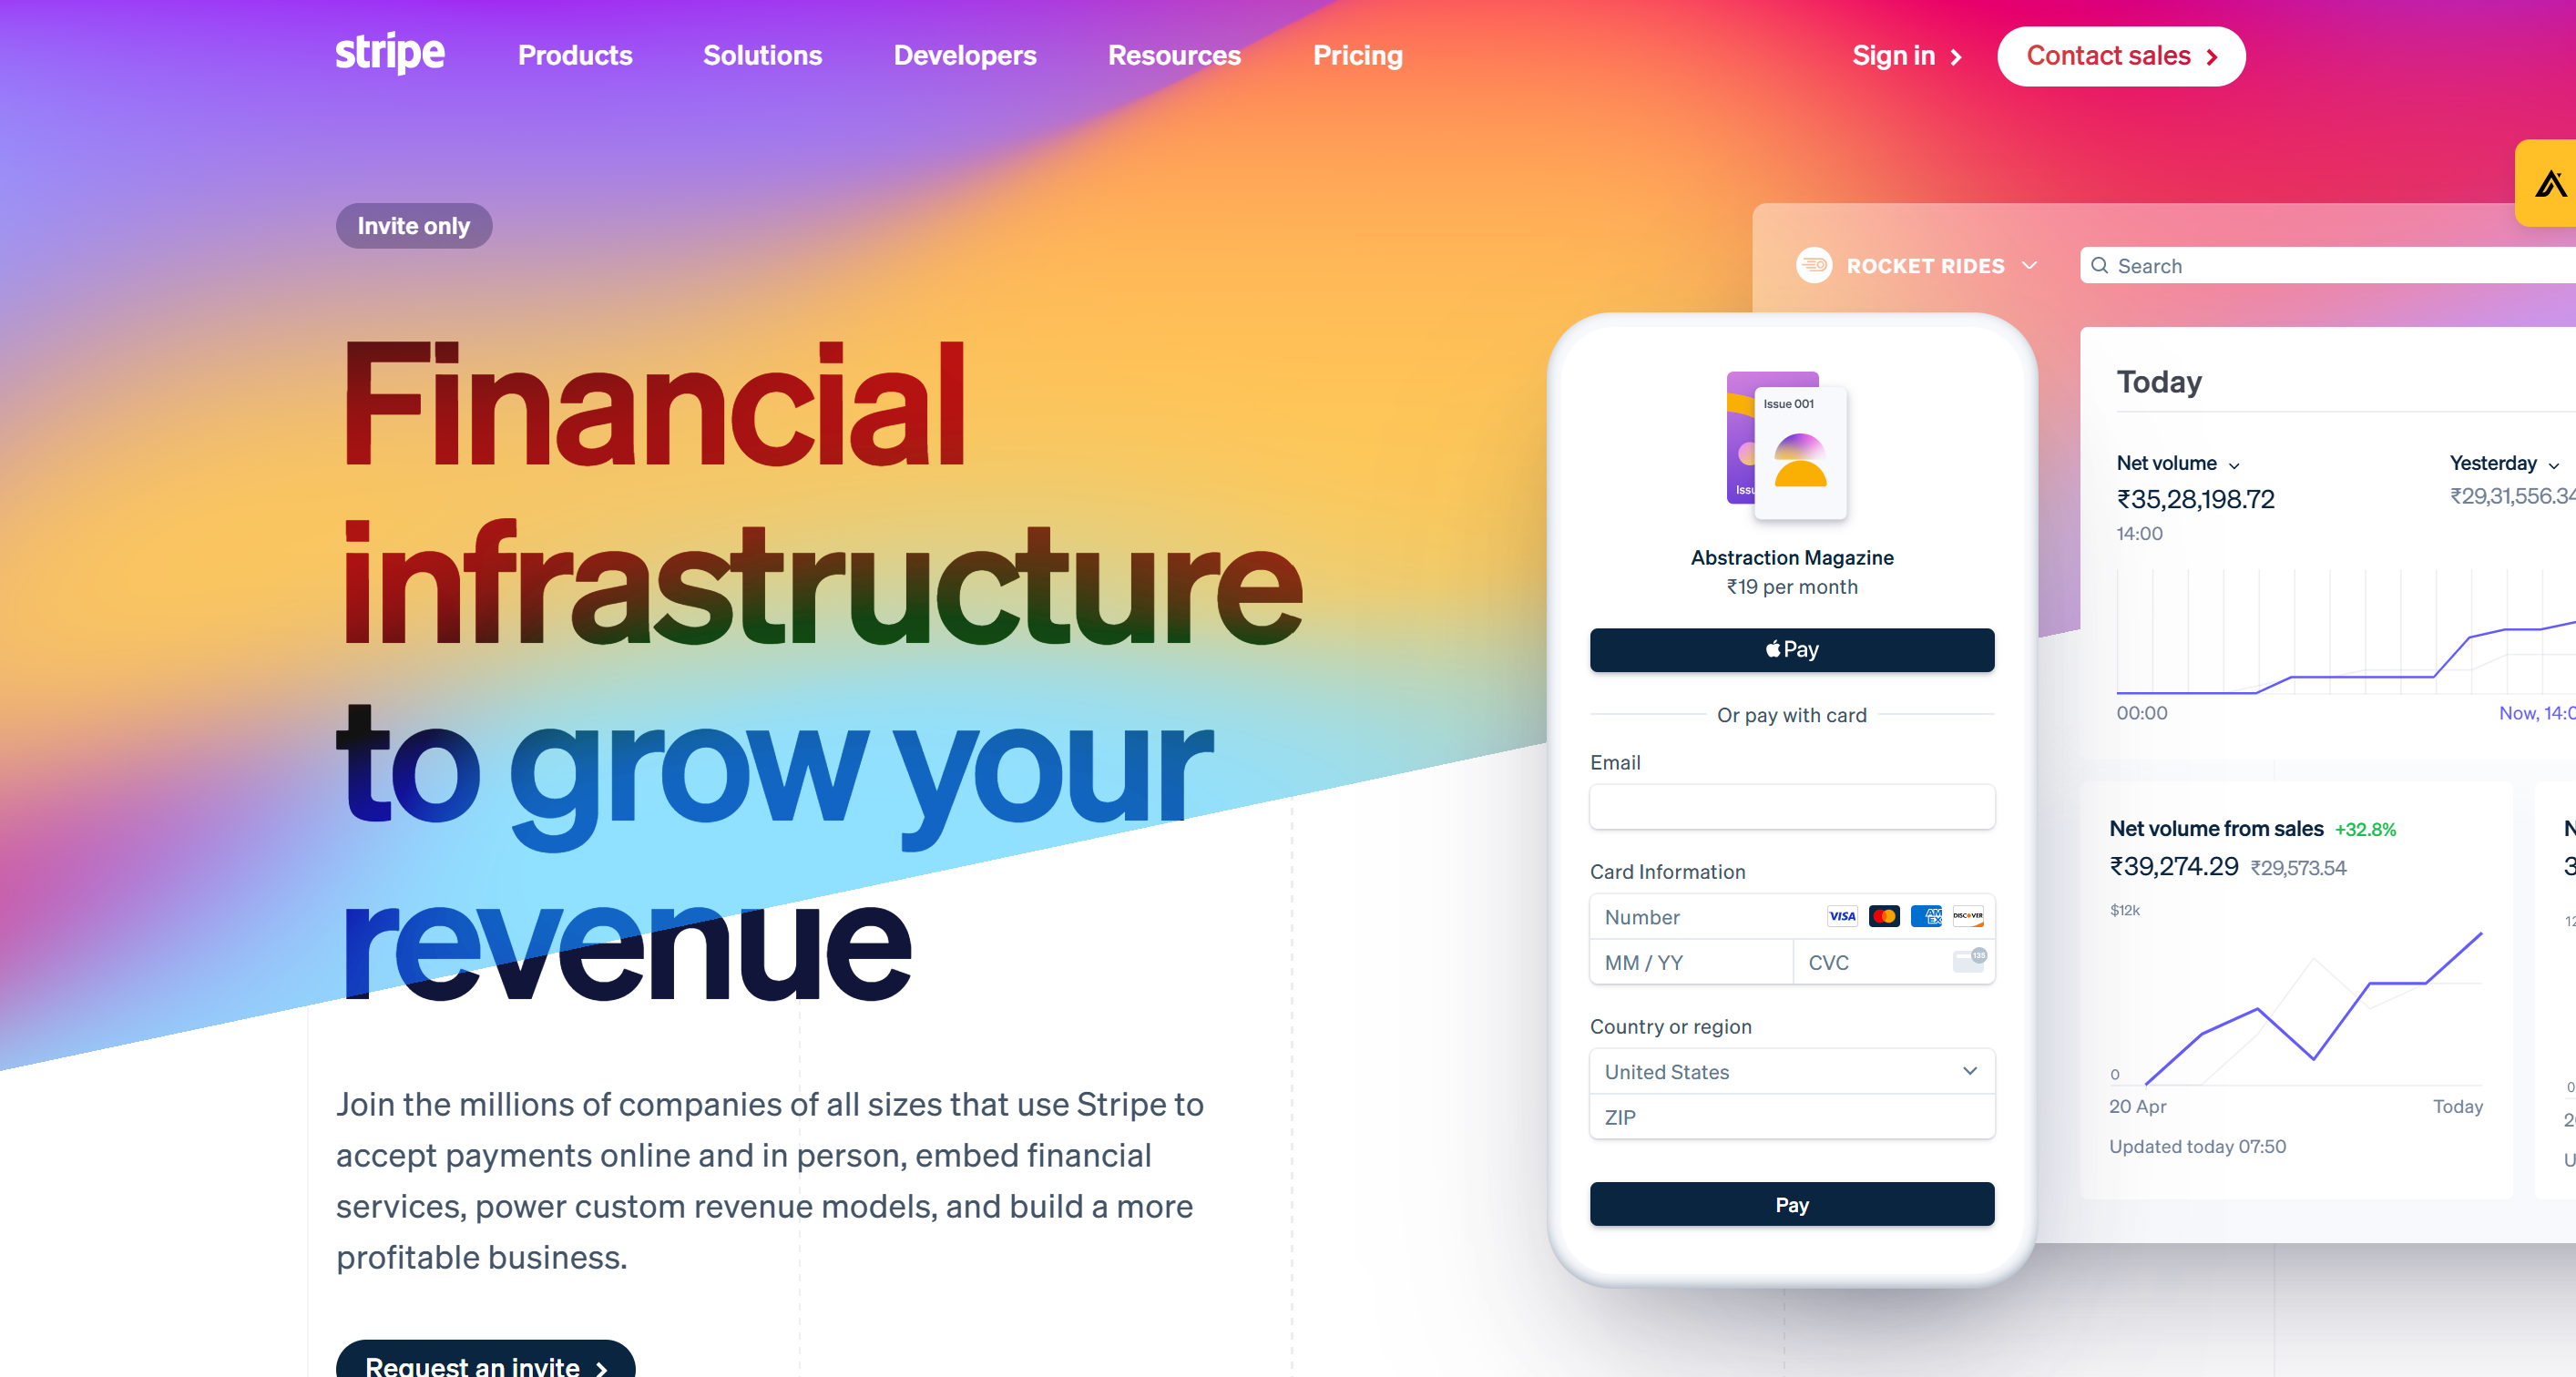 stripe
Products
Solutions
Developers
Resources
Pricing
Sign in
Contact sales
Invite only
Financial
infrastructure
to grow your
revenue
Join the millions of companies of all sizes that use Stripe to
accept payments online and in person, embed financial
services, power custom revenue models, and build a more
profitable business.
Request an invite
Issue 001
Abstraction Magazine
₹19 per month
Pay
Or pay with card
Email
Card Information
Number
VISA
AMEX
DISCOVER
MM / YY
CVC
135
Country or region
United States
ZIP
Pay
ROCKET RIDES
Search
Today
Net volume
₹35,28,198.72
14:00
Yesterday
₹29,31,556.34
00:00
Now, 14:0
Net volume from sales +32.8%
₹39,274.29 ₹29,573.54
$12k
0
20 Apr
Today
Updated today 07:50